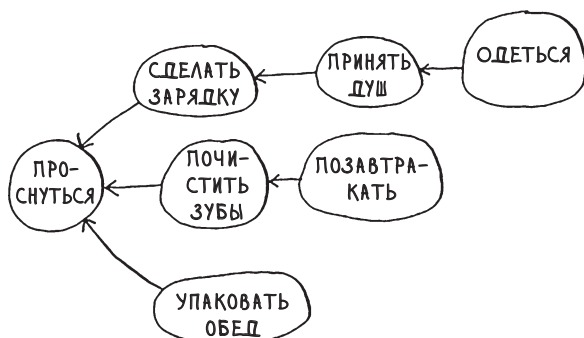 СДЕЛАТЬ
ЗАРЯДКУ
ПРИНЯТЬ
ДУШ
ОДЕТЬСЯ
ПРО-
СНУТЬСЯ
ПОЧИ-
СТИТЬ
ЗУБЫ
ПОЗАВТРА-
КАТЬ
УПАКОВАТЬ
ОБЕД